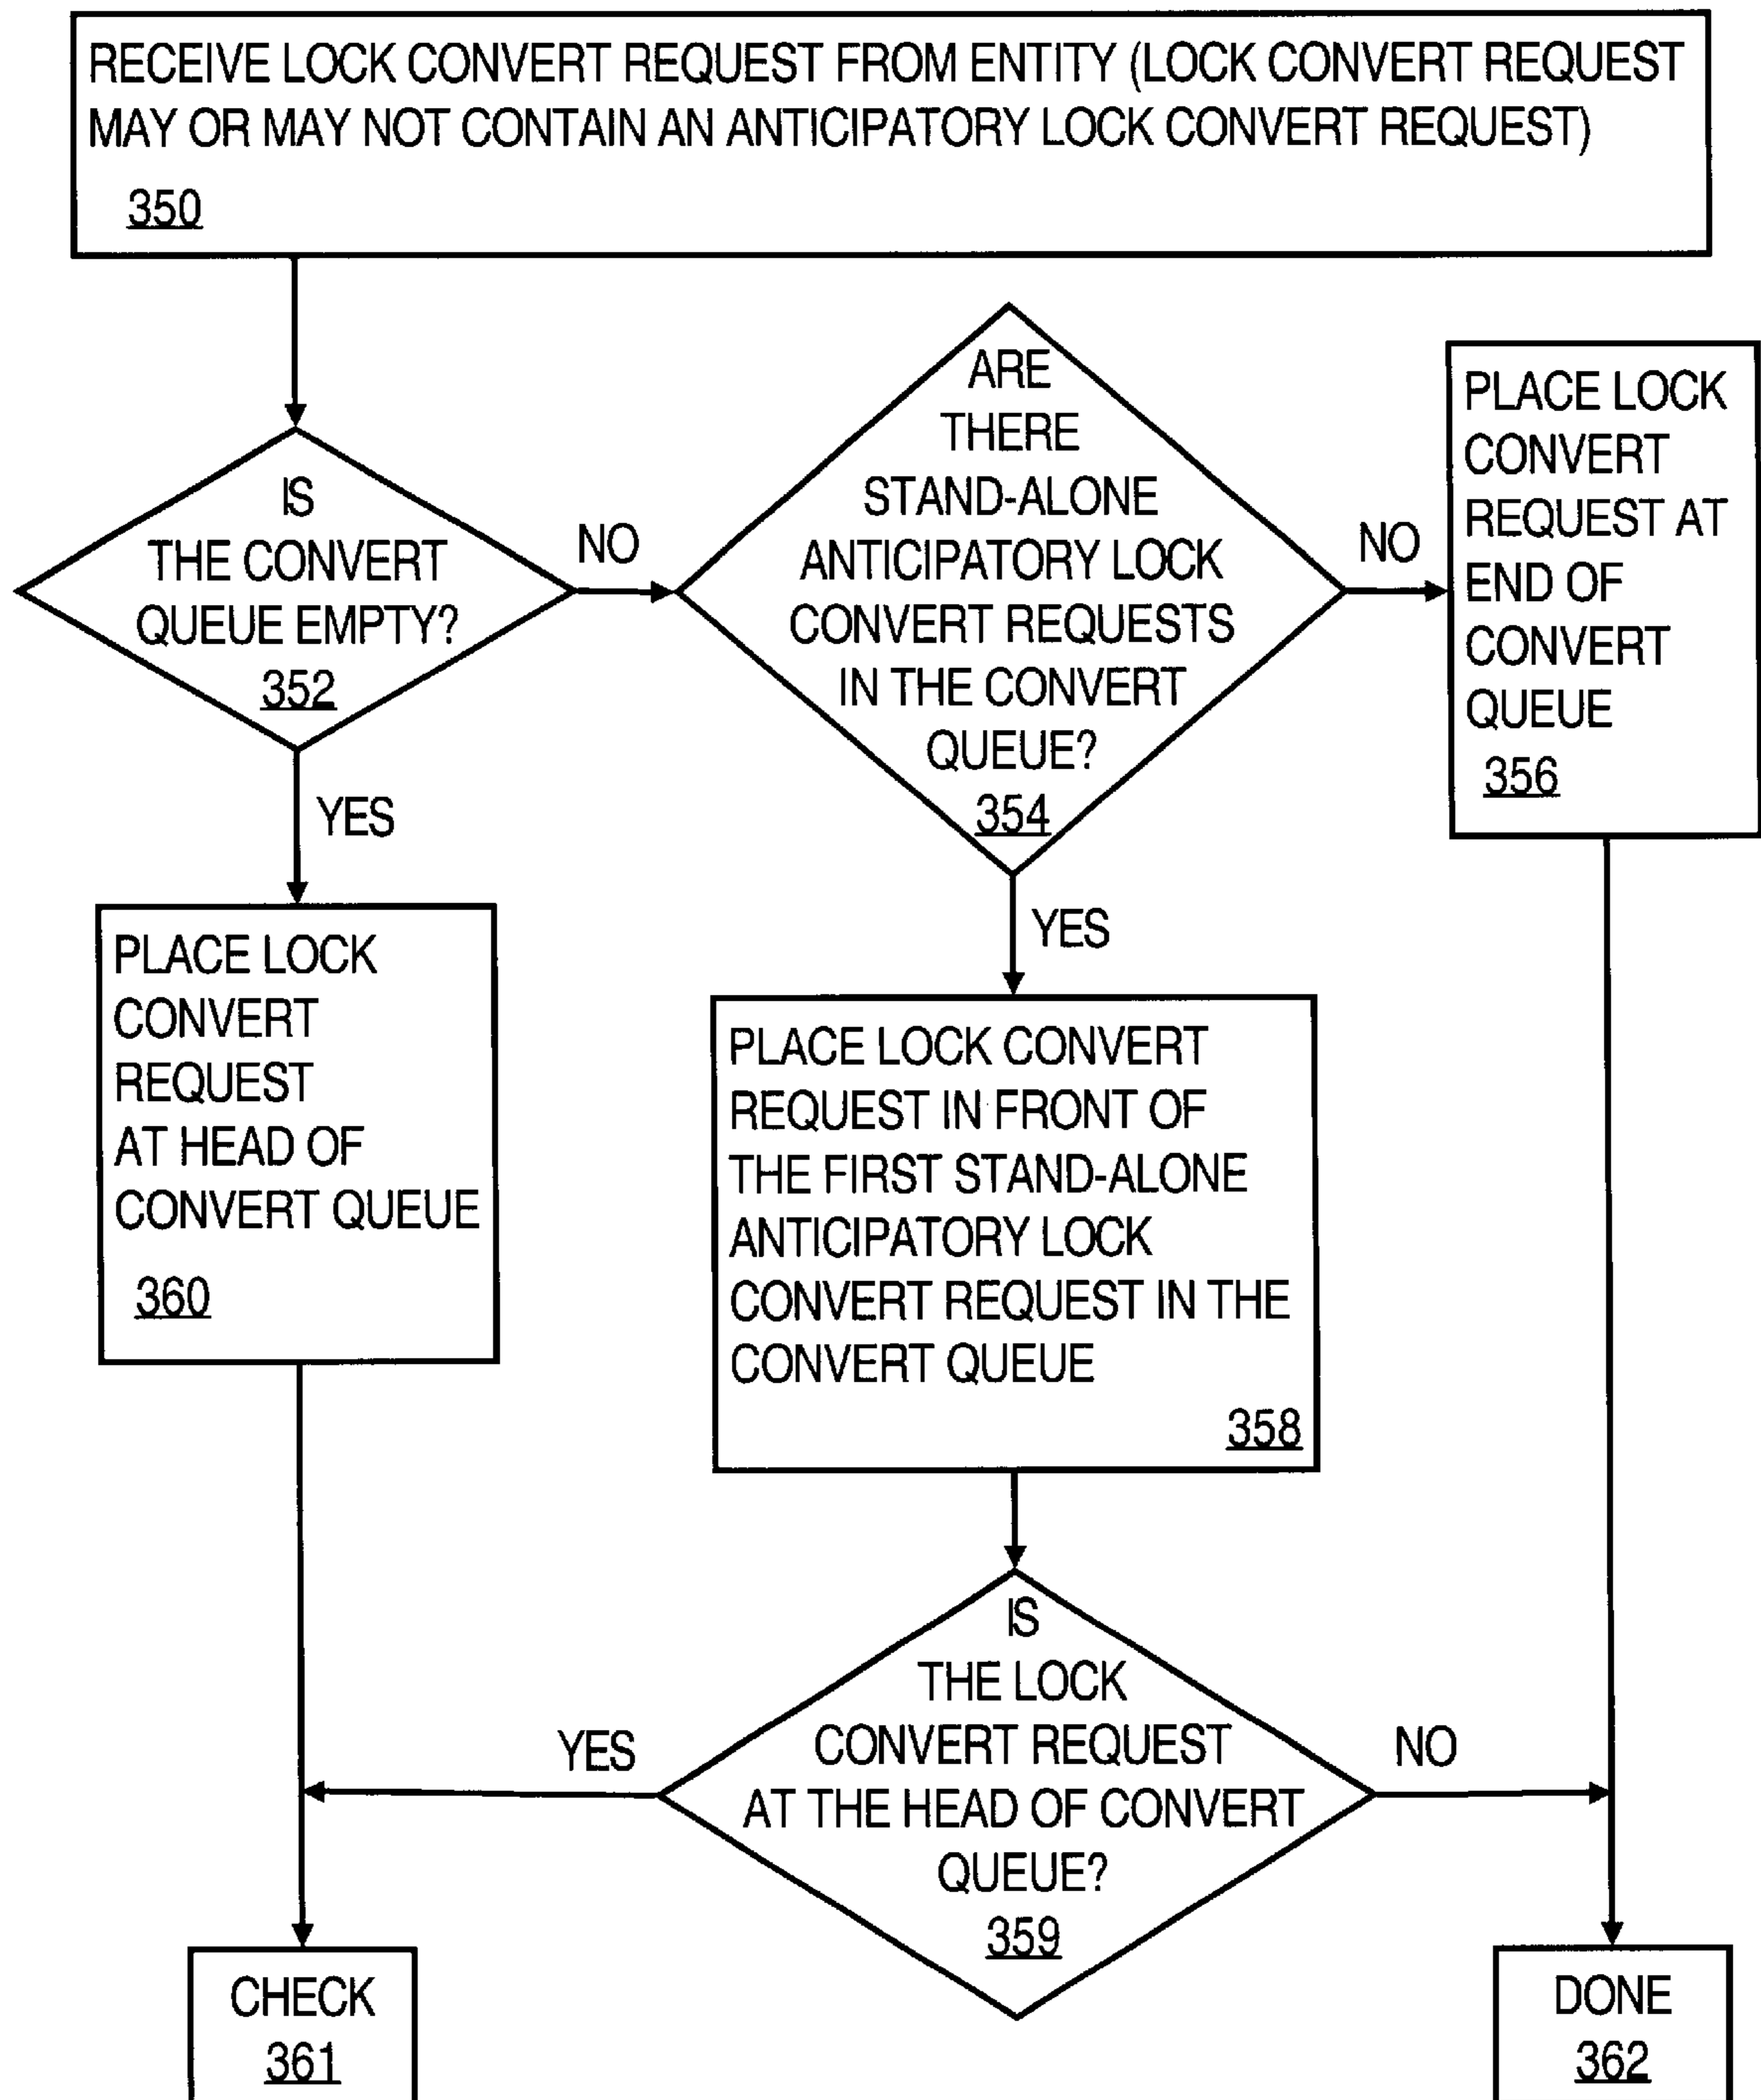 RECEIVE LOCK CONVERT REQUEST FROM ENTITY (LOCK CONVERT REQUEST
MAY OR MAY NOT CONTAIN AN ANTICIPATORY LOCK CONVERT REQUEST)
350
IS
THE CONVERT
QUEUE EMPTY?
352
NO
YES
ARE
THERE
STAND-ALONE
ANTICIPATORY LOCK
CONVERT REQUESTS
IN THE CONVERT
QUEUE?
354
NO
YES
PLACE LOCK
CONVERT
REQUEST AT
END OF
CONVERT
QUEUE
356
PLACE LOCK
CONVERT
REQUEST
AT HEAD OF
CONVERT QUEUE
360
PLACE LOCK CONVERT
REQUEST IN FRONT OF
THE FIRST STAND-ALONE
ANTICIPATORY LOCK
CONVERT REQUEST IN THE
CONVERT QUEUE
358
IS
THE LOCK
CONVERT REQUEST
AT THE HEAD OF CONVERT
QUEUE?
359
YES
NO
CHECK
361
DONE
362